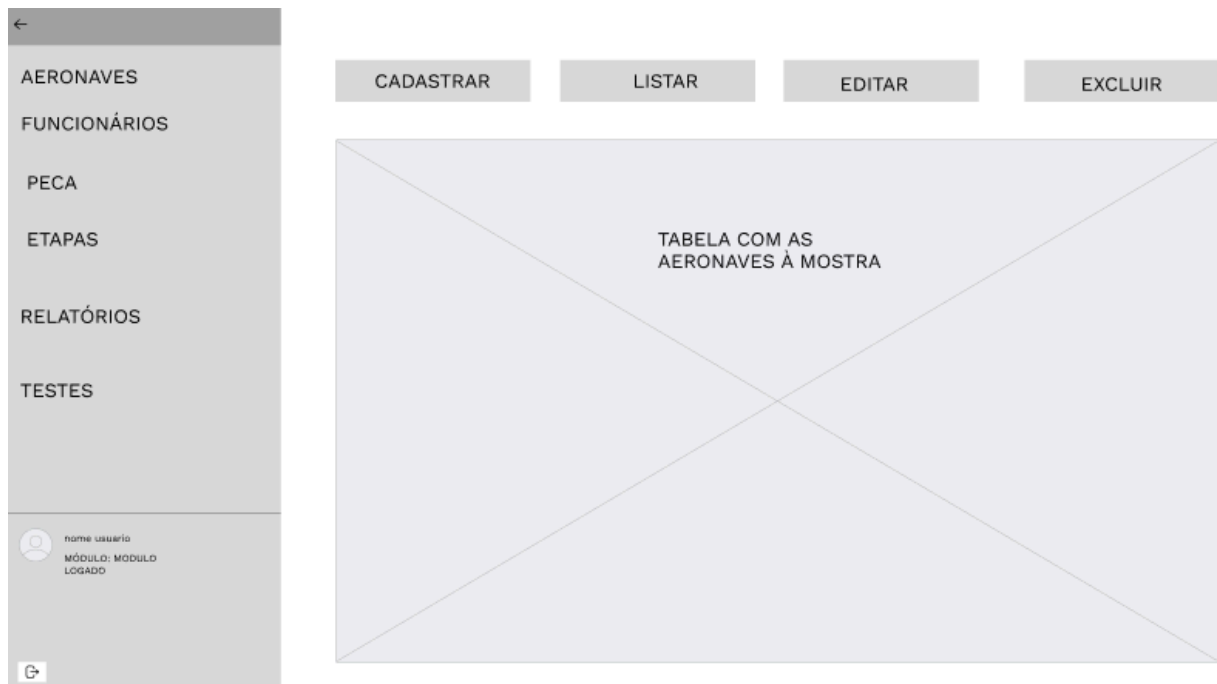 AERONAVES
FUNCIONÁRIOS
PECA
ETAPAS
RELATÓRIOS
TESTES
nome usuario
MÓDULO: MODULO
LOGADO
CADASTRAR
LISTAR
EDITAR
EXCLUIR
TABELA COM AS
AERONAVES À MOSTRA